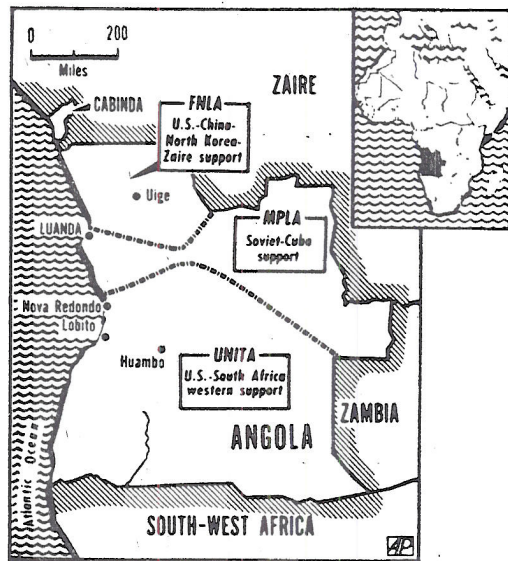 0 200
Miles
CABINDA
ZAIRE
FNLA
U.S.-China-
North Korea-
Zaire support
Uige
LUANDA
MPLA
Soviet-Cuba
support
Nova Redondo
Lobito
Huambo
UNITA
U.S.-South Africa
western support
ZAMBIA
ANGOLA
Atlantic Ocean
SOUTH-WEST AFRICA
AP